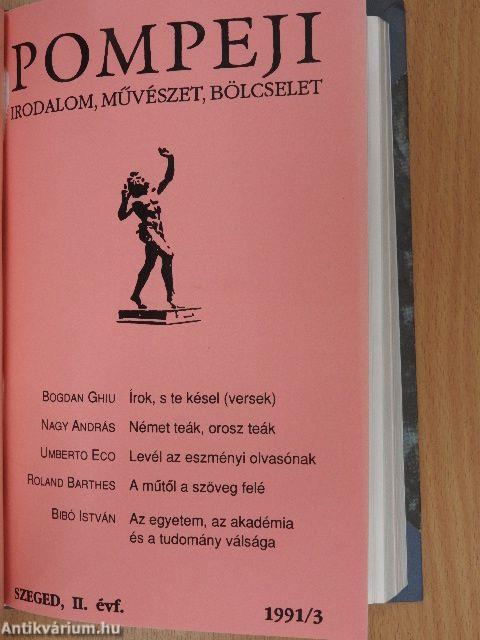 POMPEJI
IRODALOM, MŰVÉSZET, BÖLCSELET
BOGDAN GHIU Írok, s te késel (versek)
NAGY ANDRÁS Német teák, orosz teák
UMBERTO ECO Levél az eszményi olvasónak
ROLAND BARTHES A műtől a szöveg felé
BIBÓ ISTVÁN Az egyetem, az akadémia
és a tudomány válsága
SZEGED, II. évf. 1991/3
Antikvárium.hu